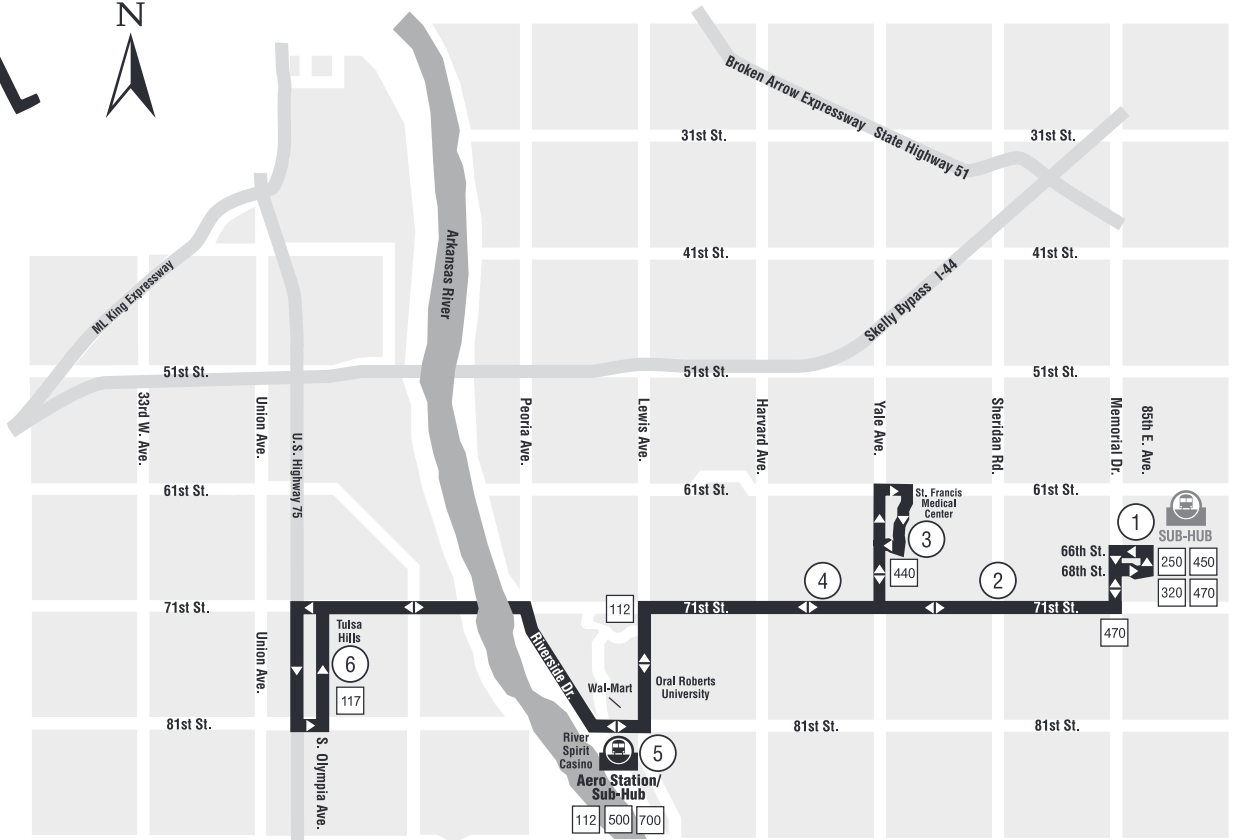 N
Broken Arrow Expressway State Highway 51
31st St.
31st St.
Arkansas River
41st St.
41st St.
ML King Expressway
Skelly Bypass I-44
51st St.
51st St.
51st St.
33rd W. Ave.
Union Ave.
U.S. Highway 75
Peoria Ave.
Lewis Ave.
Harvard Ave.
Yale Ave.
Sheridan Rd.
Memorial Dr.
85th E. Ave.
61st St.
61st St.
61st St.
St. Francis
Medical
Center
3
440
1
SUB-HUB
66th St.
68th St.
250 450
320 470
4
2
71st St.
112
71st St.
71st St.
470
Union Ave.
Tulsa
Hills
6
117
Riverside Dr.
Wal-Mart
Oral Roberts
University
81st St.
81st St.
81st St.
S. Olympia Ave.
River
Spirit
Casino
5
Aero Station/
Sub-Hub
112 500 700